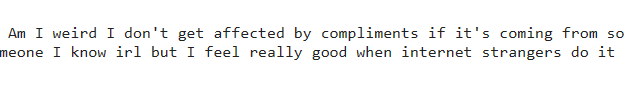 Am I weird I don't get affected by compliments if it's coming from so
meone I know irl but I feel really good when internet strangers do it